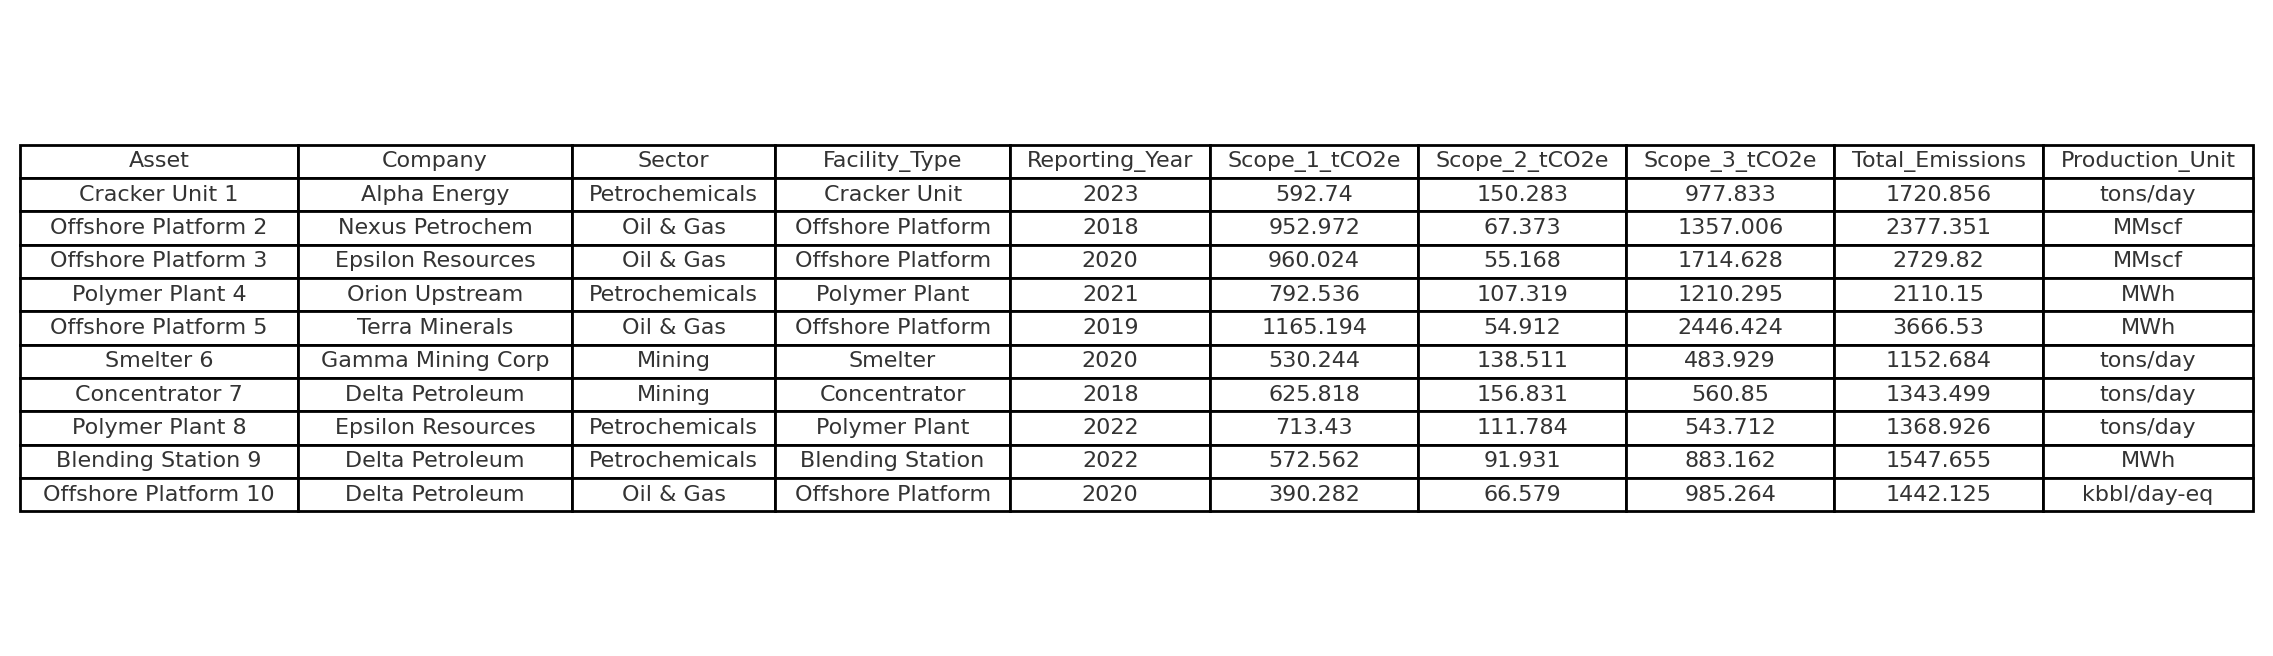 Asset Company Sector Facility_Type Reporting_Year Scope_1_tCO2e Scope_2_tCO2e Scope_3_tCO2e Total_Emissions Production_Unit
Cracker Unit 1 Alpha Energy Petrochemicals Cracker Unit 2023 592.74 150.283 977.833 1720.856 tons/day
Offshore Platform 2 Nexus Petrochem Oil & Gas Offshore Platform 2018 952.972 67.373 1357.006 2377.351 MMscf
Offshore Platform 3 Epsilon Resources Oil & Gas Offshore Platform 2020 960.024 55.168 1714.628 2729.82 MMscf
Polymer Plant 4 Orion Upstream Petrochemicals Polymer Plant 2021 792.536 107.319 1210.295 2110.15 MWh
Offshore Platform 5 Terra Minerals Oil & Gas Offshore Platform 2019 1165.194 54.912 2446.424 3666.53 MWh
Smelter 6 Gamma Mining Corp Mining Smelter 2020 530.244 138.511 483.929 1152.684 tons/day
Concentrator 7 Delta Petroleum Mining Concentrator 2018 625.818 156.831 560.85 1343.499 tons/day
Polymer Plant 8 Epsilon Resources Petrochemicals Polymer Plant 2022 713.43 111.784 543.712 1368.926 tons/day
Blending Station 9 Delta Petroleum Petrochemicals Blending Station 2022 572.562 91.931 883.162 1547.655 MWh
Offshore Platform 10 Delta Petroleum Oil & Gas Offshore Platform 2020 390.282 66.579 985.264 1442.125 kbbl/day-eq